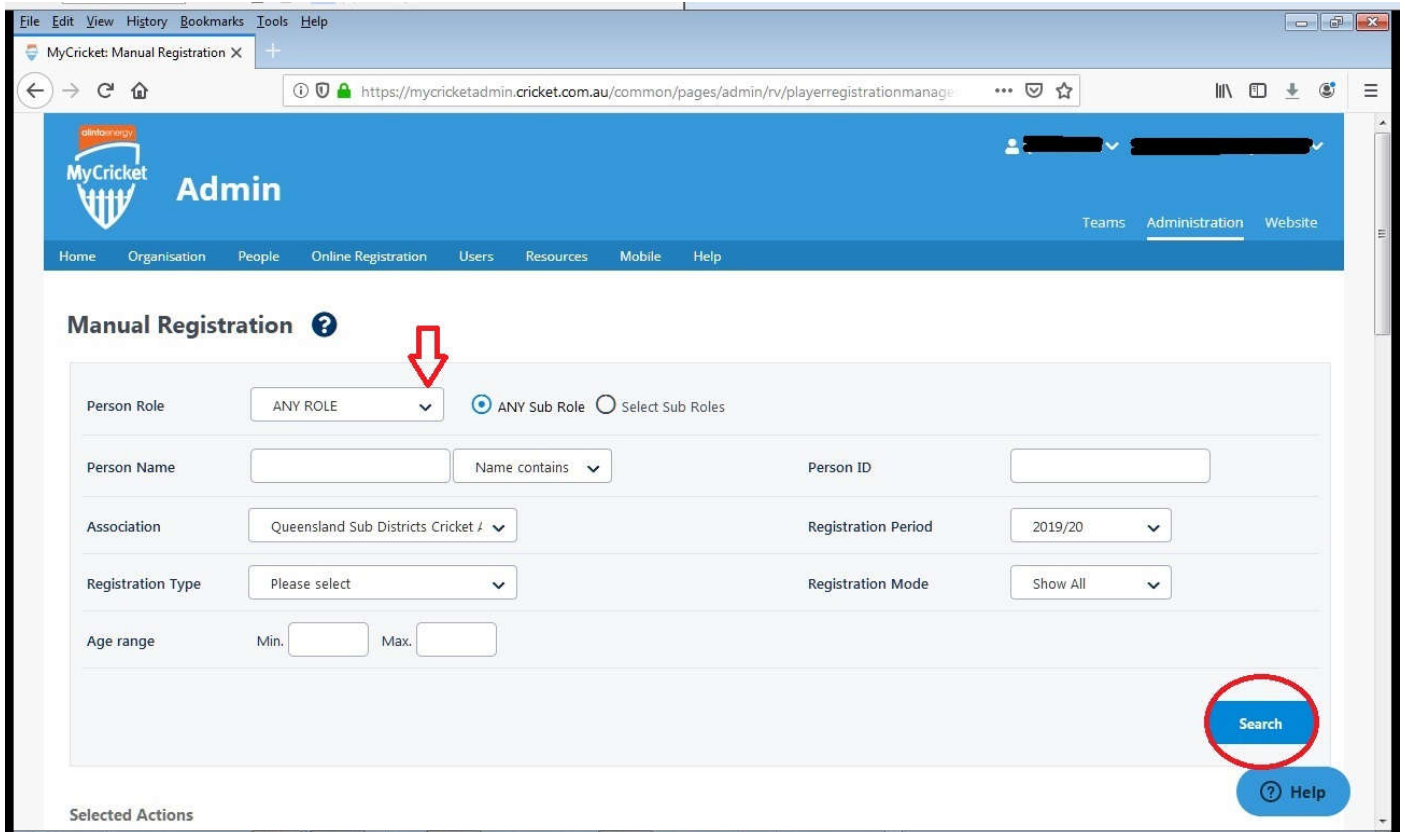 File Edit View History Bookmarks Tools Help
MyCricket: Manual Registration
https://mycricketadmin.cricket.com.au/common/pages/admin/rv/playerregistrationmanage
alintaenergy
MyCricket
Admin
Teams Administration Website
Home Organisation People Online Registration Users Resources Mobile Help
Manual Registration ?
Person Role ANY ROLE ANY Sub Role Select Sub Roles
Person Name Name contains Person ID
Association Queensland Sub Districts Cricket Registration Period 2019/20
Registration Type Please select Registration Mode Show All
Age range Min. Max.
Search
? Help
Selected Actions